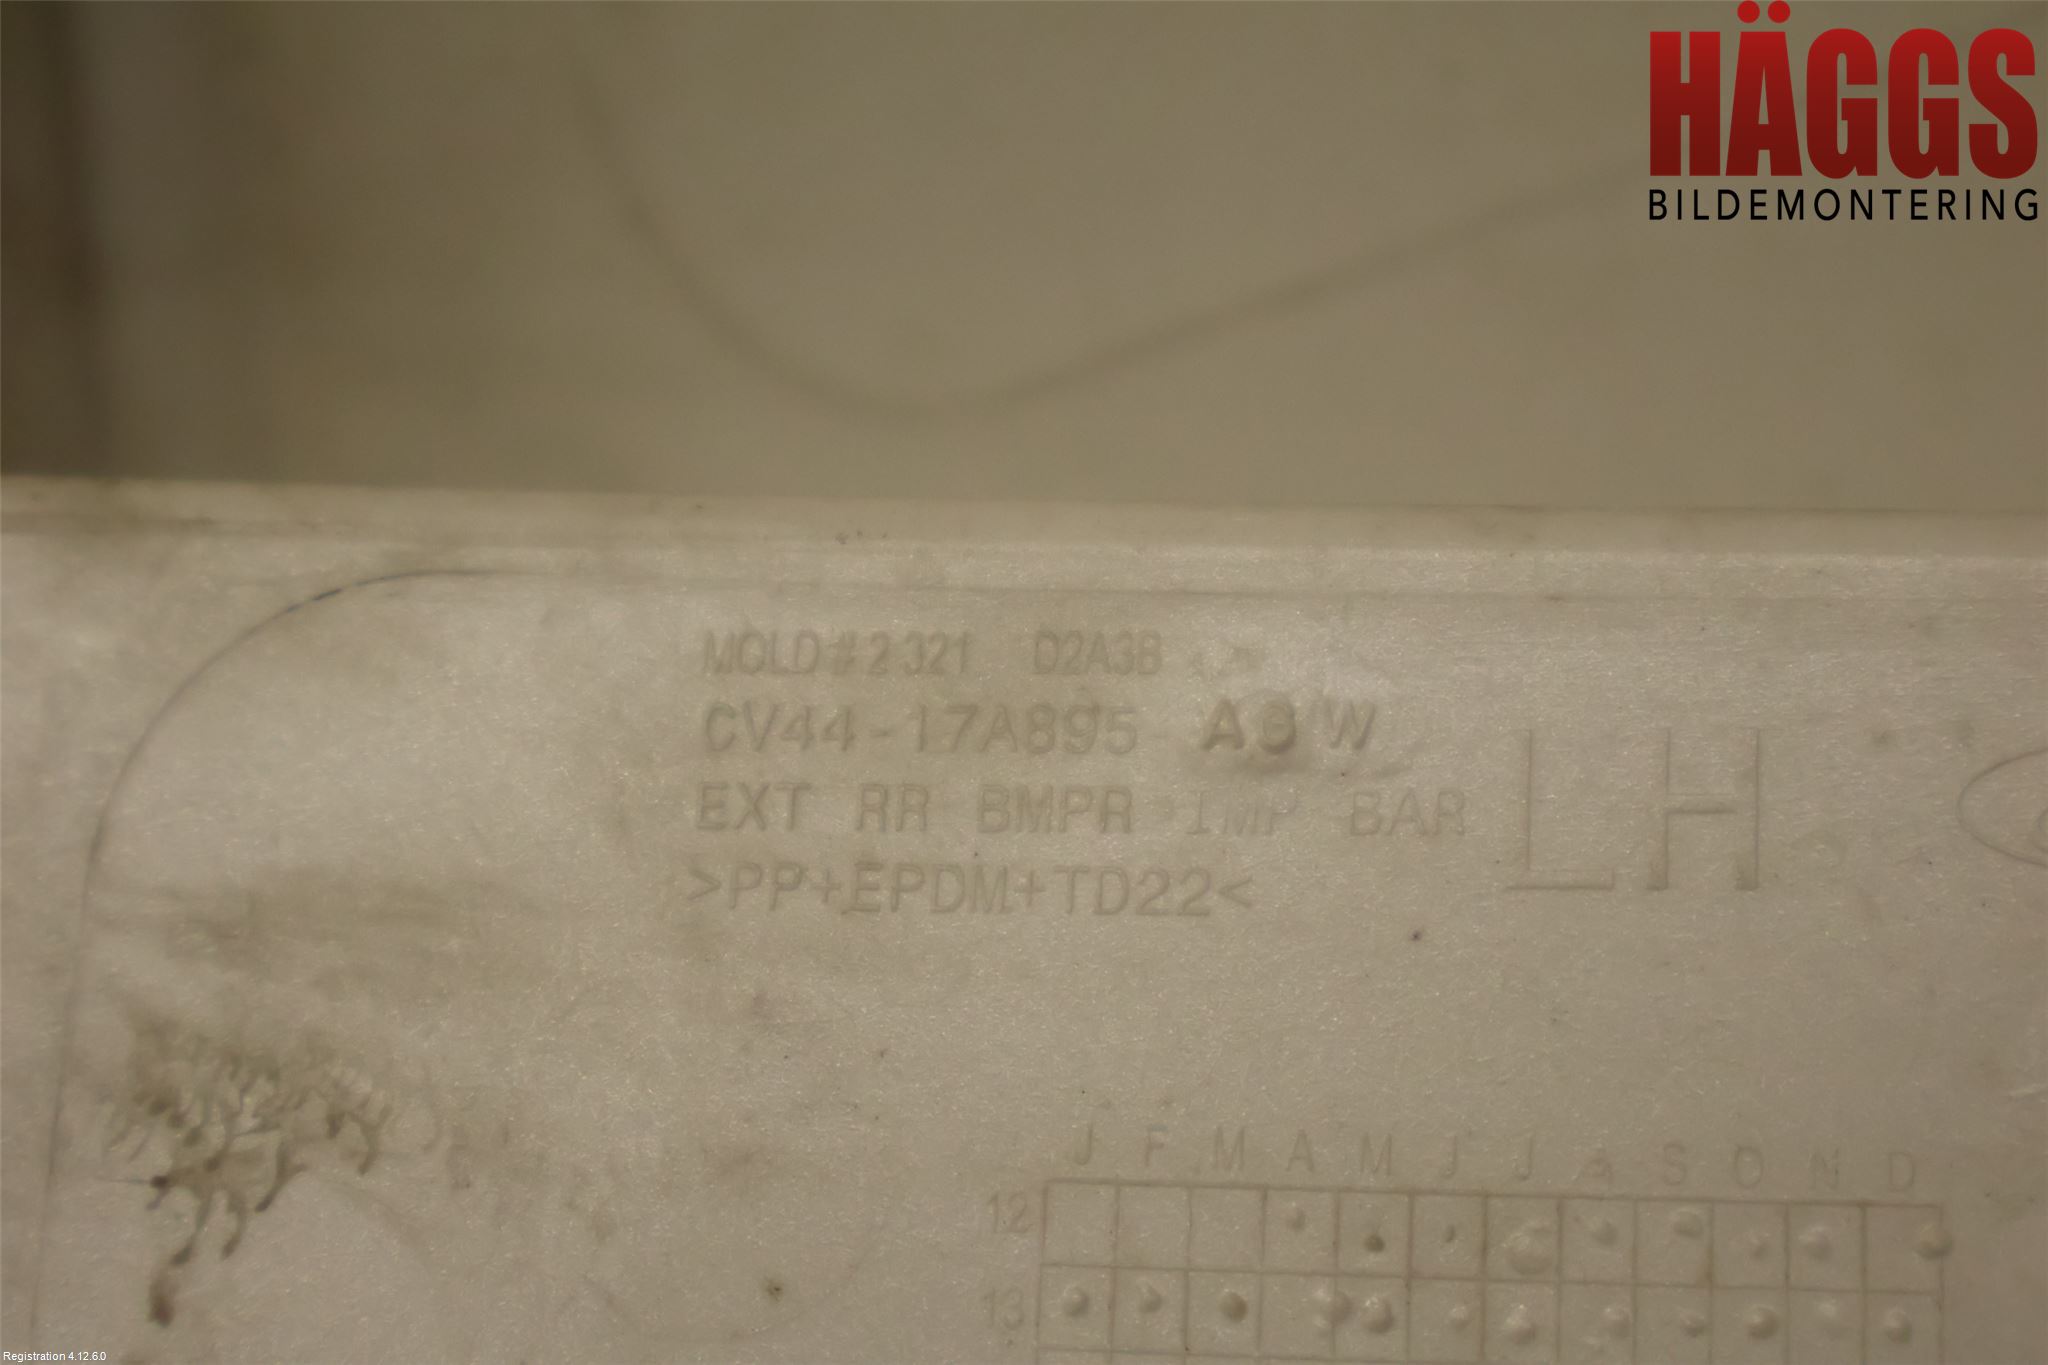 HÄGGS
BILDEMONTERING
MOLD#2321 D2A3B
CV44-17A895 W
EXT RR BMPR IMP BAR
LH
>PP+EPDM+TD22<
J F M A M J J A S O N D
12
13
Registration 4.12.6.0